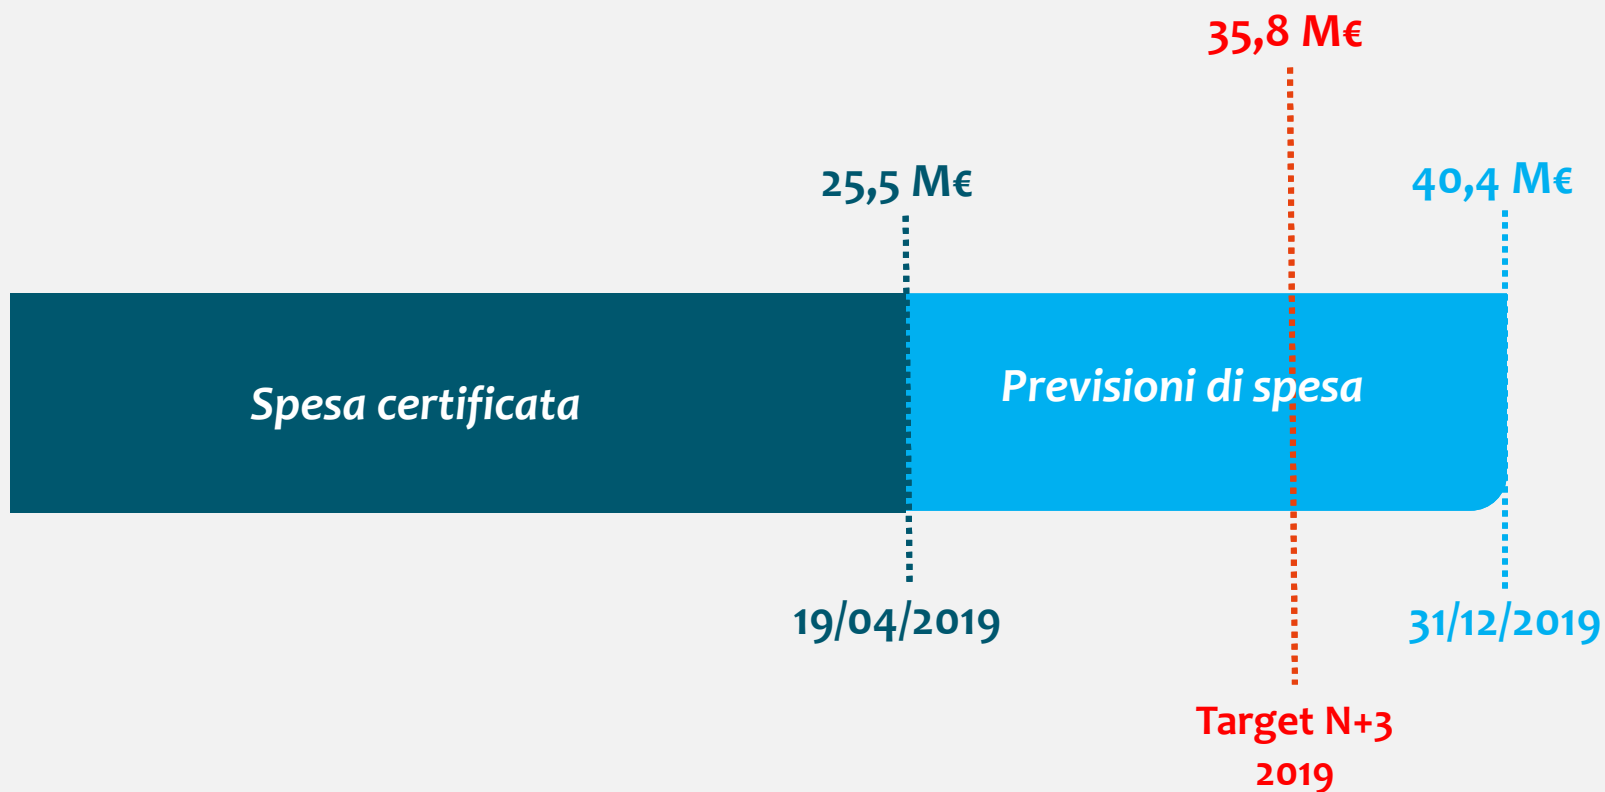 35,8 M€
25,5 M€
40,4 M€
Spesa certificata
Previsioni di spesa
19/04/2019
31/12/2019
Target N+3
2019